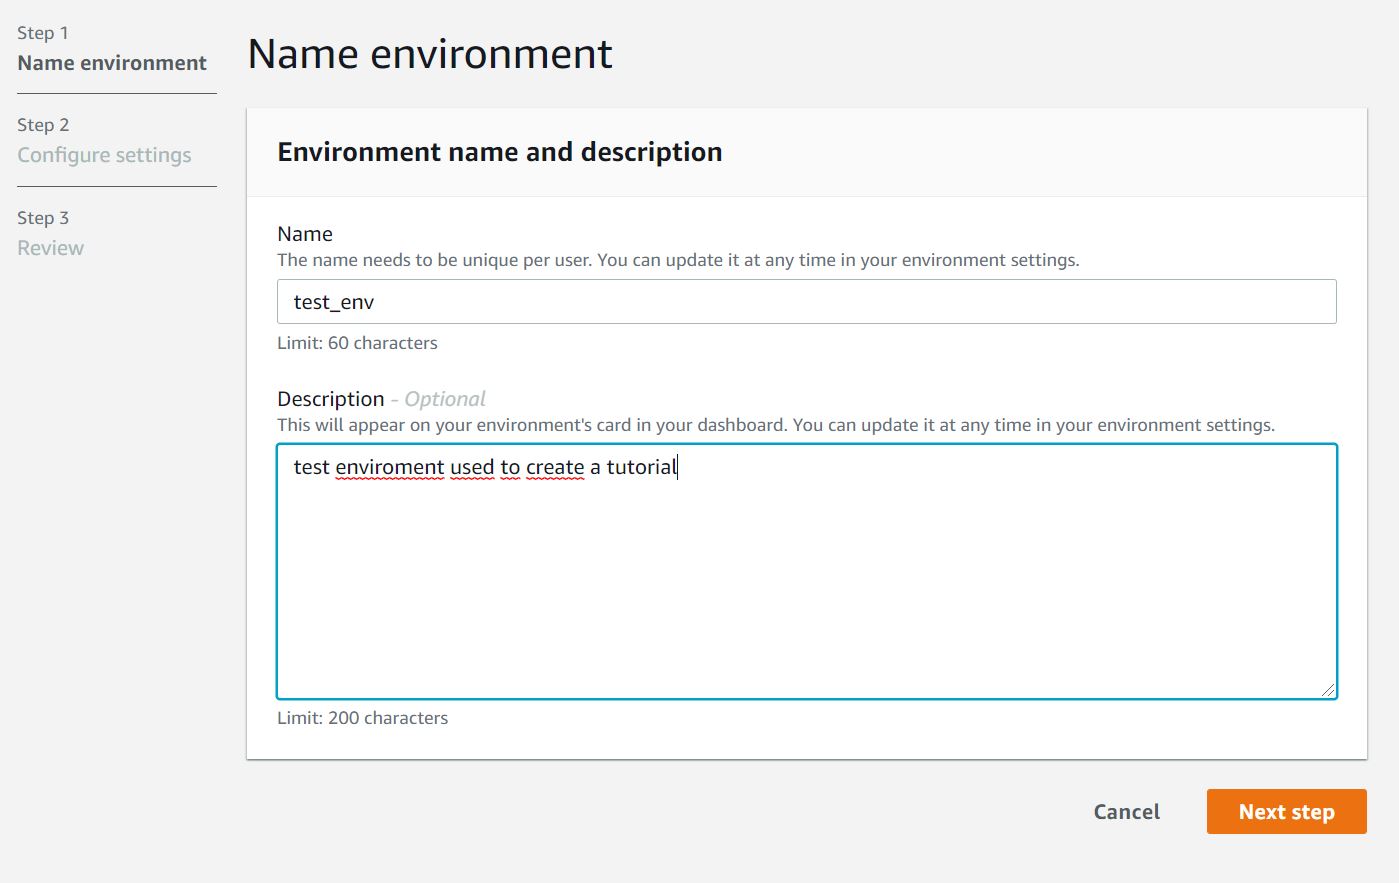 Step 1
Name environment
Step 2
Configure settings
Step 3
Review
Name environment
Environment name and description
Name
The name needs to be unique per user. You can update it at any time in your environment settings.
test_env
Limit: 60 characters
Description - Optional
This will appear on your environment's card in your dashboard. You can update it at any time in your environment settings.
test enviroment used to create a tutorial
Limit: 200 characters
Cancel
Next step